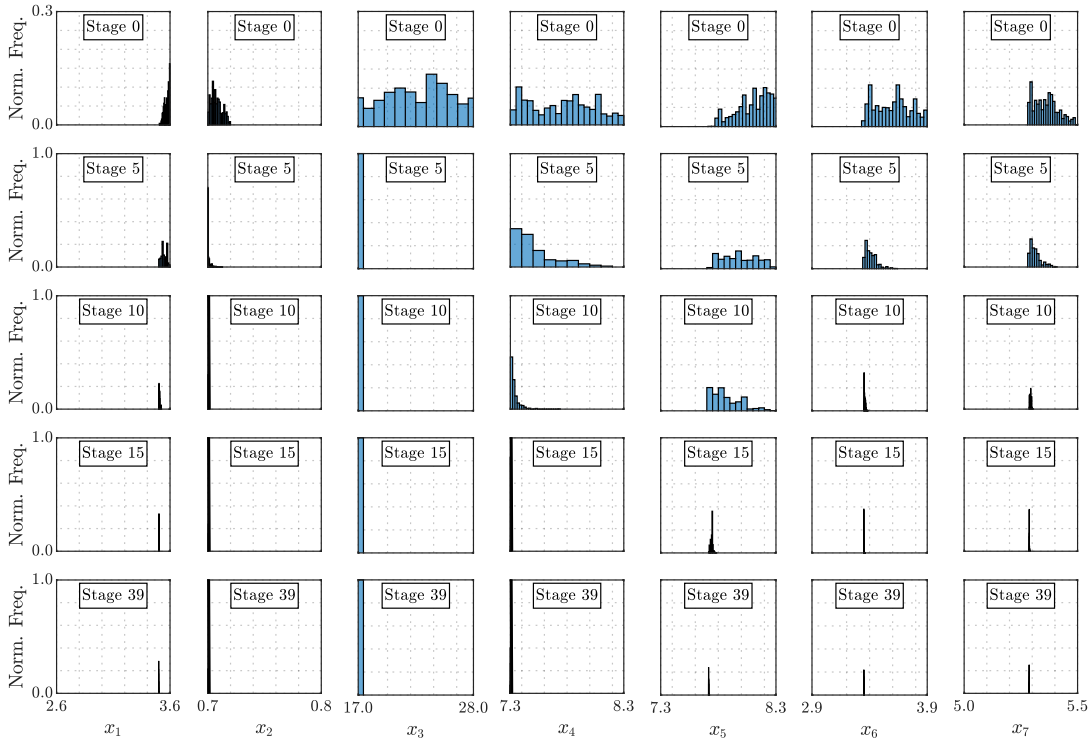 0.3
Norm. Freq.
0.0
Stage 0 Stage 0 Stage 0 Stage 0 Stage 0 Stage 0 Stage 0
1.0
Norm. Freq.
0.0
Stage 5 Stage 5 Stage 5 Stage 5 Stage 5 Stage 5 Stage 5
1.0
Norm. Freq.
0.0
Stage 10 Stage 10 Stage 10 Stage 10 Stage 10 Stage 10 Stage 10
1.0
Norm. Freq.
0.0
Stage 15 Stage 15 Stage 15 Stage 15 Stage 15 Stage 15 Stage 15
1.0
Norm. Freq.
0.0
Stage 39 Stage 39 Stage 39 Stage 39 Stage 39 Stage 39 Stage 39
2.6 3.6 0.7 0.8 17.0 28.0 7.3 8.3 7.3 8.3 2.9 3.9 5.0 5.5
x₁ x₂ x₃ x₄ x₅ x₆ x₇